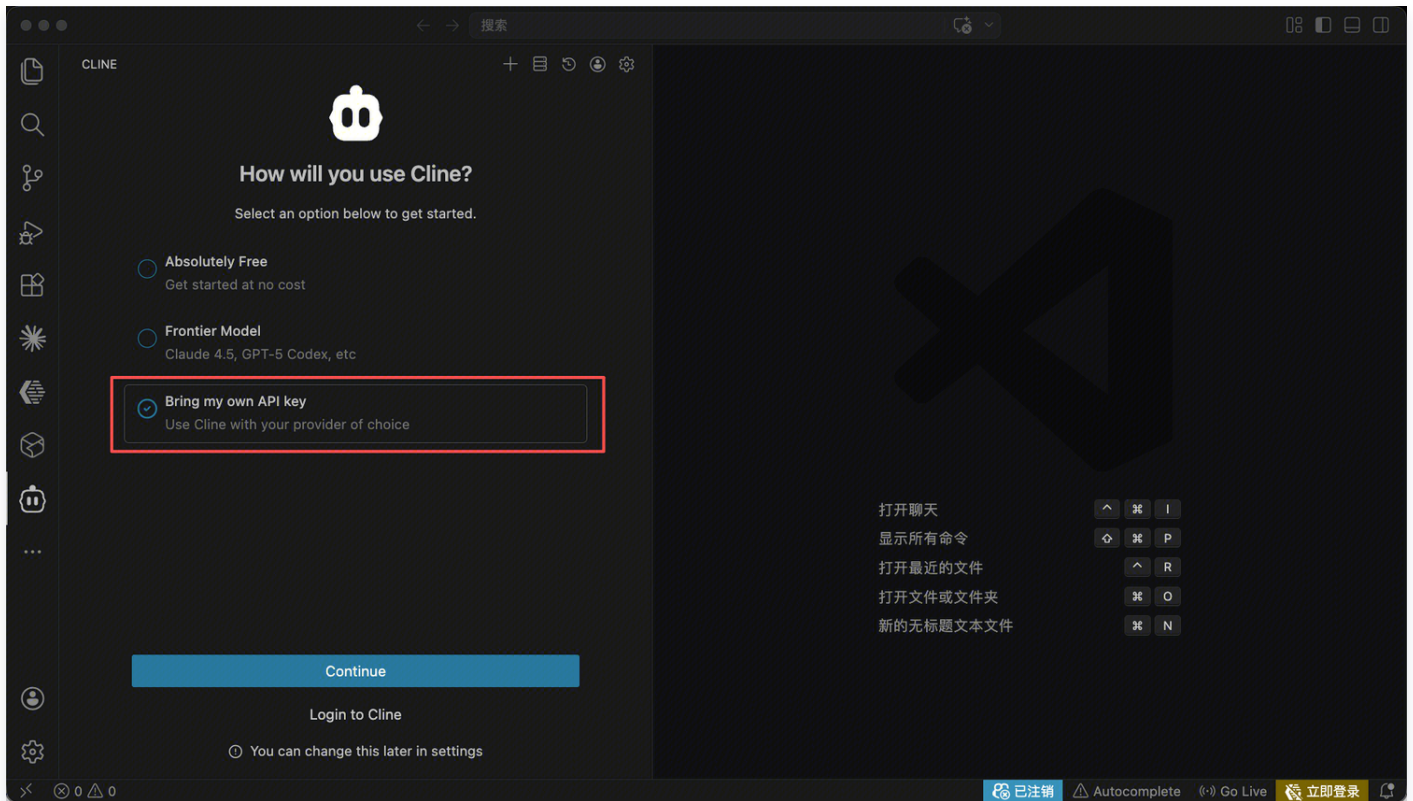 搜索
CLINE
How will you use Cline?
Select an option below to get started.
Absolutely Free
Get started at no cost
Frontier Model
Claude 4.5, GPT-5 Codex, etc
Bring my own API key
Use Cline with your provider of choice
Continue
Login to Cline
You can change this later in settings
打开聊天 ^ ⌘ I
显示所有命令 ⇧ ⌘ P
打开最近的文件 ^ R
打开文件或文件夹 ⌘ O
新的无标题文本文件 ⌘ N
0 0 已注销 Autocomplete Go Live 立即登录